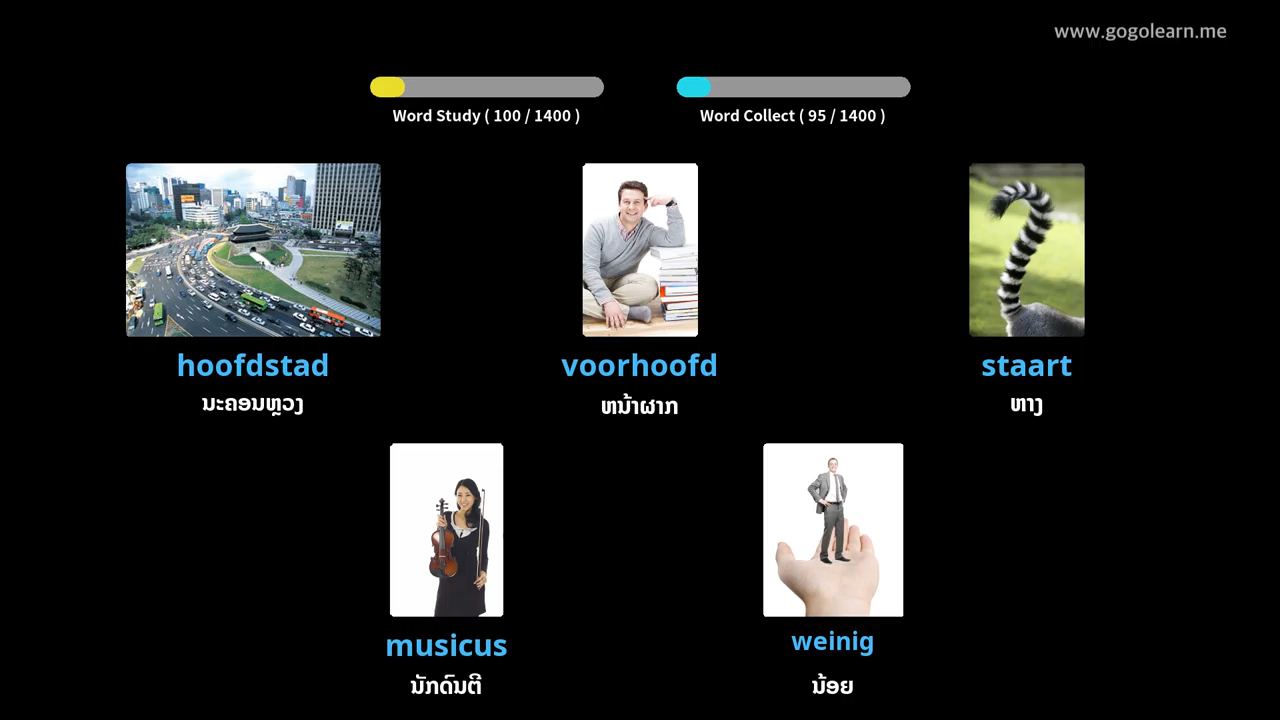 www.gogolearn.me
Word Study ( 100 / 1400 )
Word Collect ( 95 / 1400 )
hoofdstad
voorhoofd
staart
ນະຄອນຫຼວງ
ຫນ້າຜາກ
ຫາງ
musicus
weinig
ນັກດົນຕີ
ນ້ອຍ